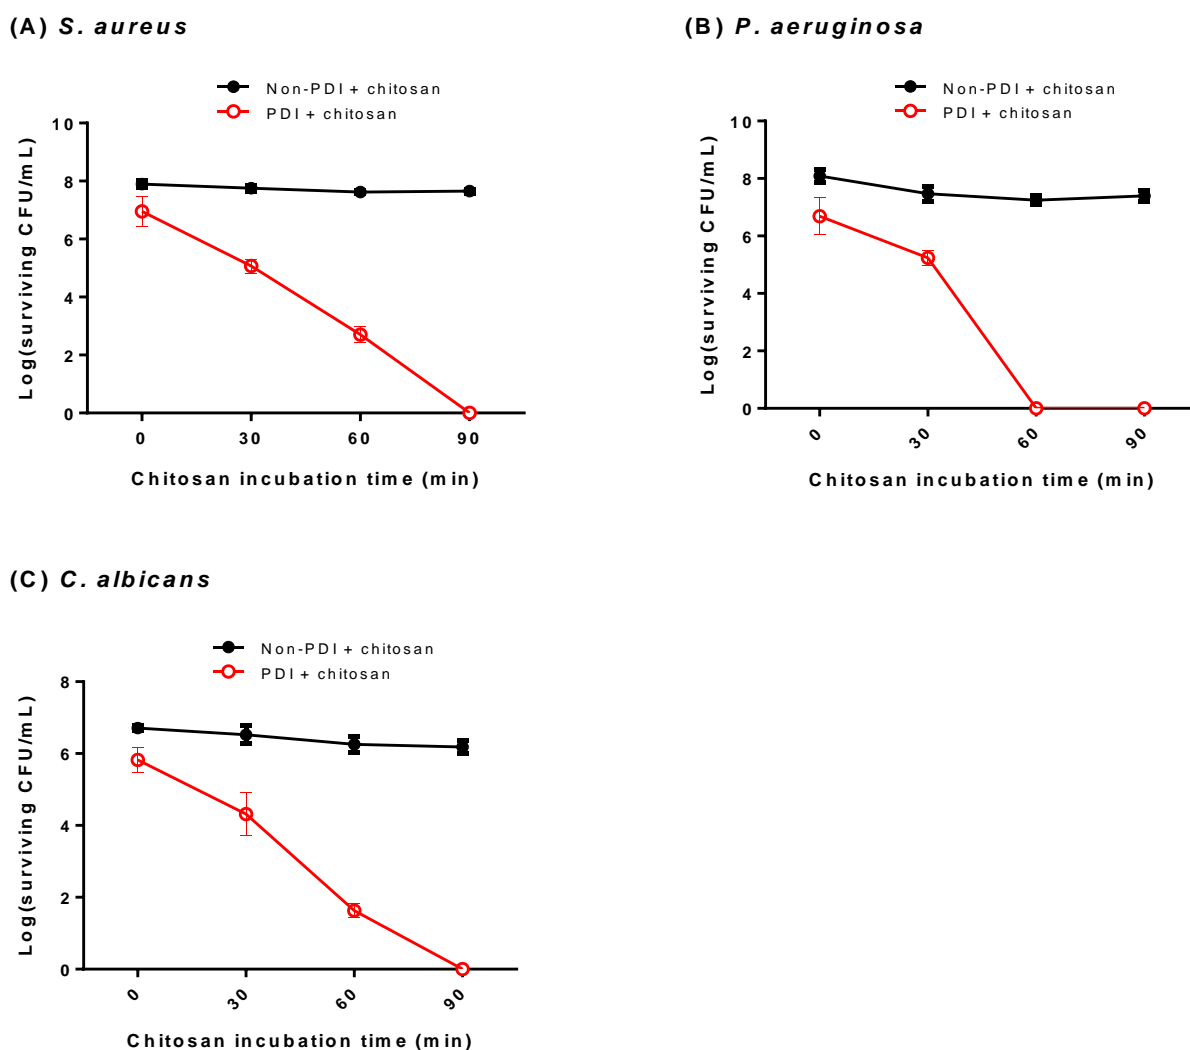 (A) S. aureus
Non-PDI + chitosan
PDI + chitosan
Log(surviving CFU/mL)
10
8
6
4
2
0
0 30 60 90
Chitosan incubation time (min)
(B) P. aeruginosa
Non-PDI + chitosan
PDI + chitosan
Log(surviving CFU/mL)
10
8
6
4
2
0
0 30 60 90
Chitosan incubation time (min)
(C) C. albicans
Non-PDI + chitosan
PDI + chitosan
Log(surviving CFU/mL)
8
6
4
2
0
0 30 60 90
Chitosan incubation time (min)